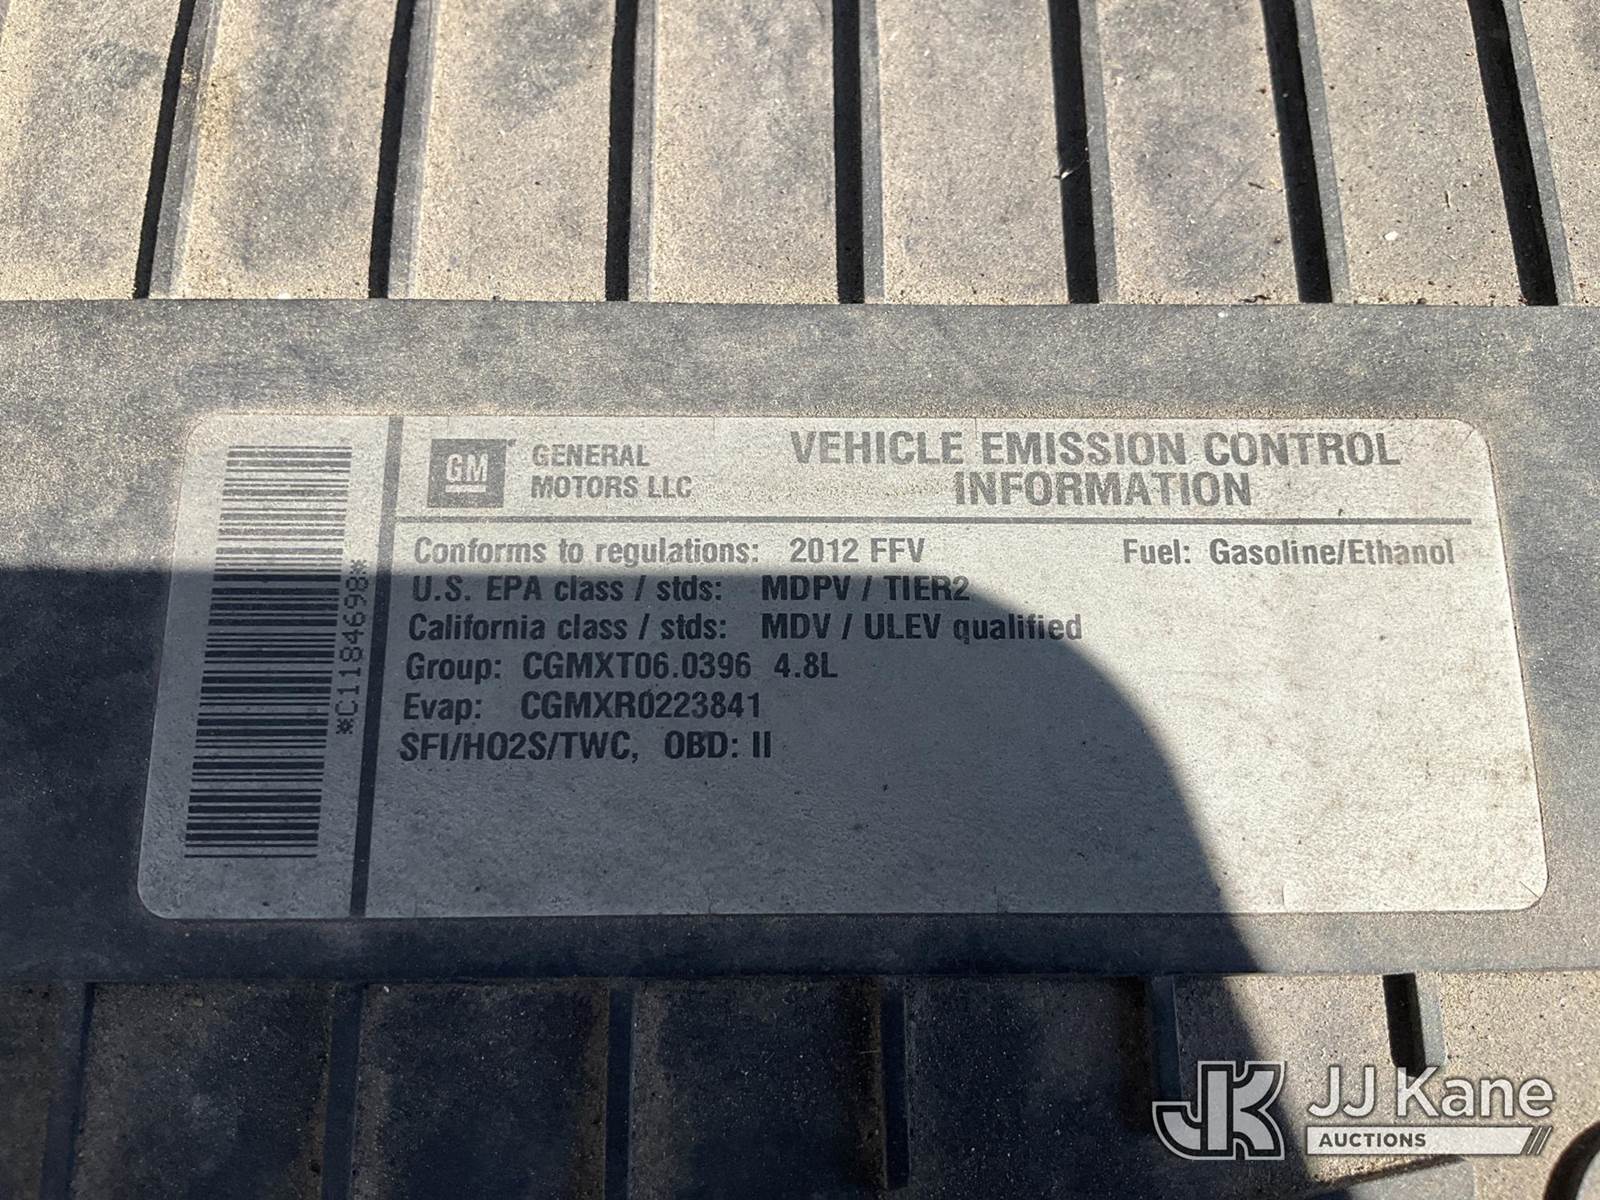 GM
GENERAL
MOTORS LLC
VEHICLE EMISSION CONTROL
INFORMATION
*C1184698*
Conforms to regulations: 2012 FFV Fuel: Gasoline/Ethanol
U.S. EPA class / stds: MDPV / TIER2
California class / stds: MDV / ULEV qualified
Group: CGMXT06.0396 4.8L
Evap: CGMXR0223841
SFI/HO2S/TWC, OBD: II
JK JJ Kane
AUCTIONS